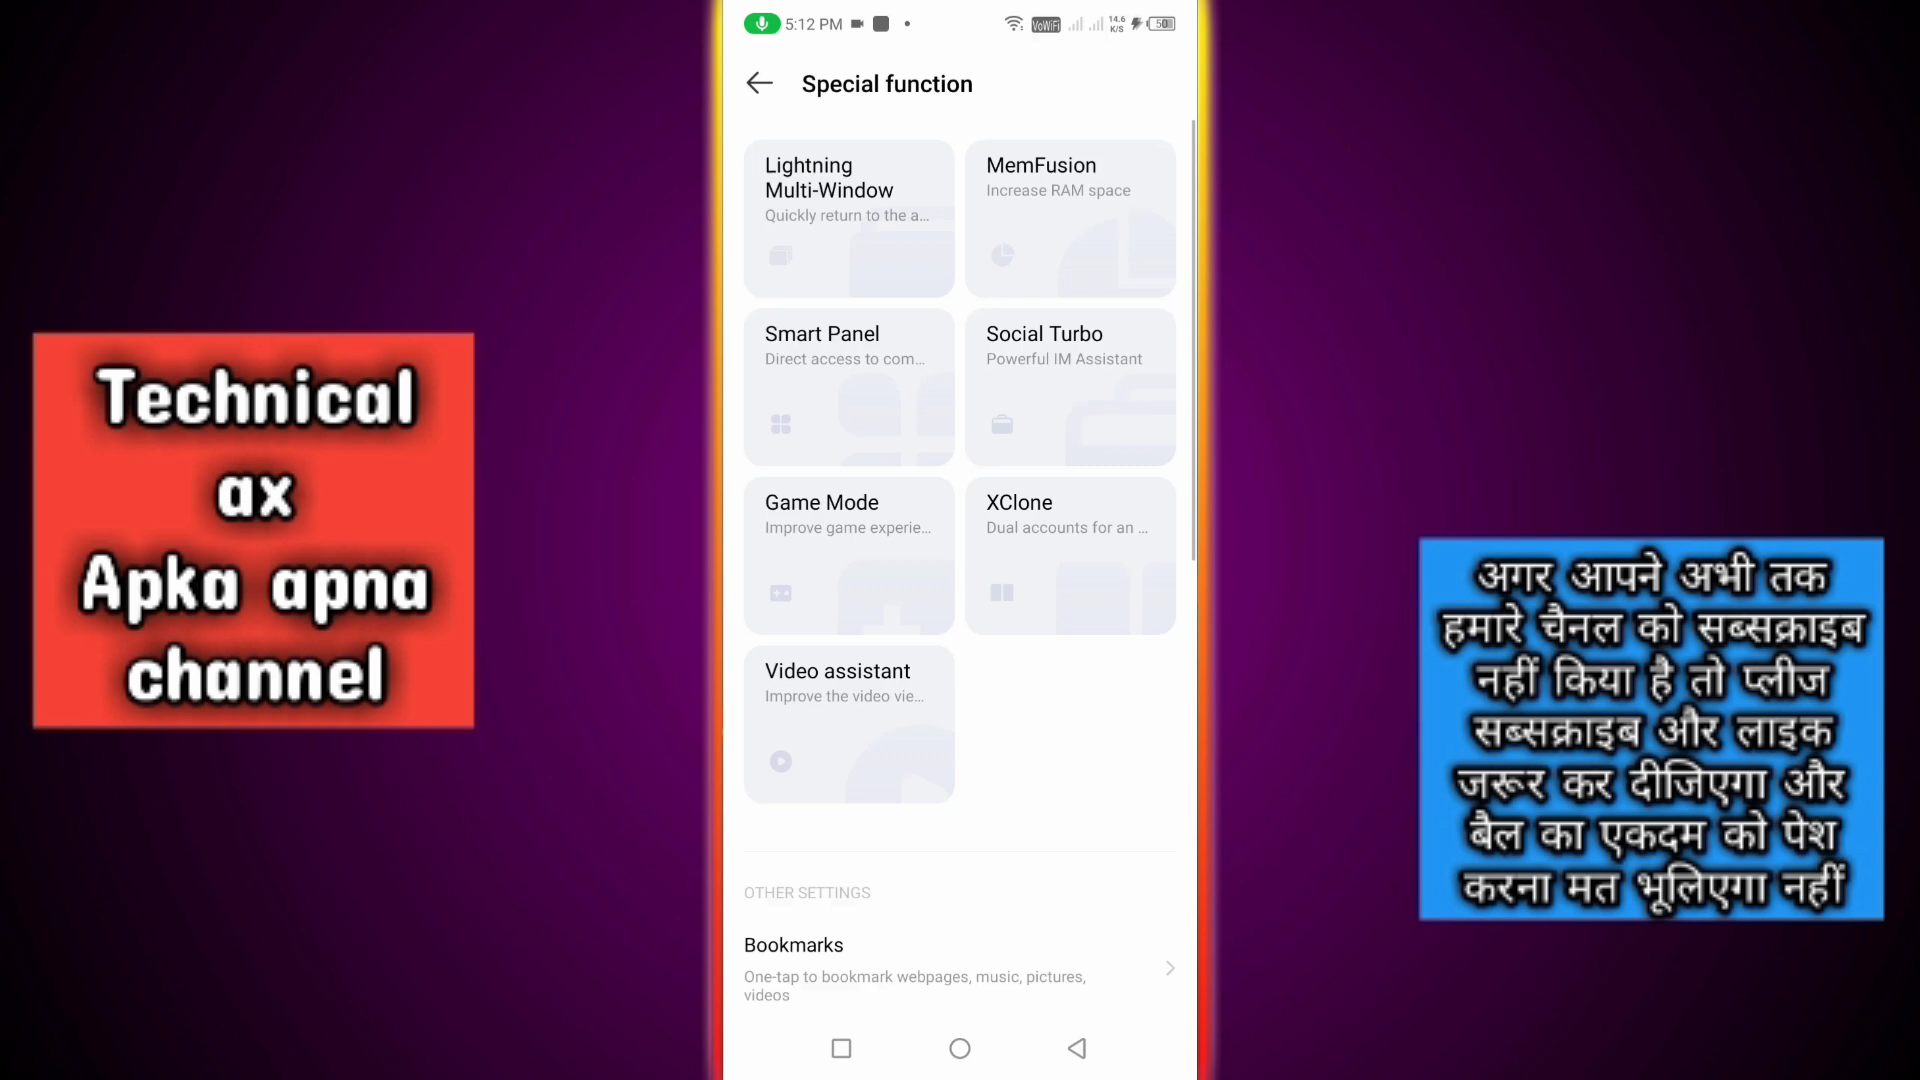 Technical
ax
Apka apna
channel
5:12 PM
VoWiFi
14.6
K/S
50
Special function
Lightning
Multi-Window
Quickly return to the a...
MemFusion
Increase RAM space
Smart Panel
Direct access to com...
Social Turbo
Powerful IM Assistant
Game Mode
Improve game experie...
XClone
Dual accounts for an ...
Video assistant
Improve the video vie...
OTHER SETTINGS
Bookmarks
One-tap to bookmark webpages, music, pictures,
videos
अगर आपने अभी तक
हमारे चैनल को सब्सक्राइब
नहीं किया है तो प्लीज
सब्सक्राइब और लाइक
जरूर कर दीजिएगा और
बैल का एकदम को पेश
करना मत भूलिएगा नहीं